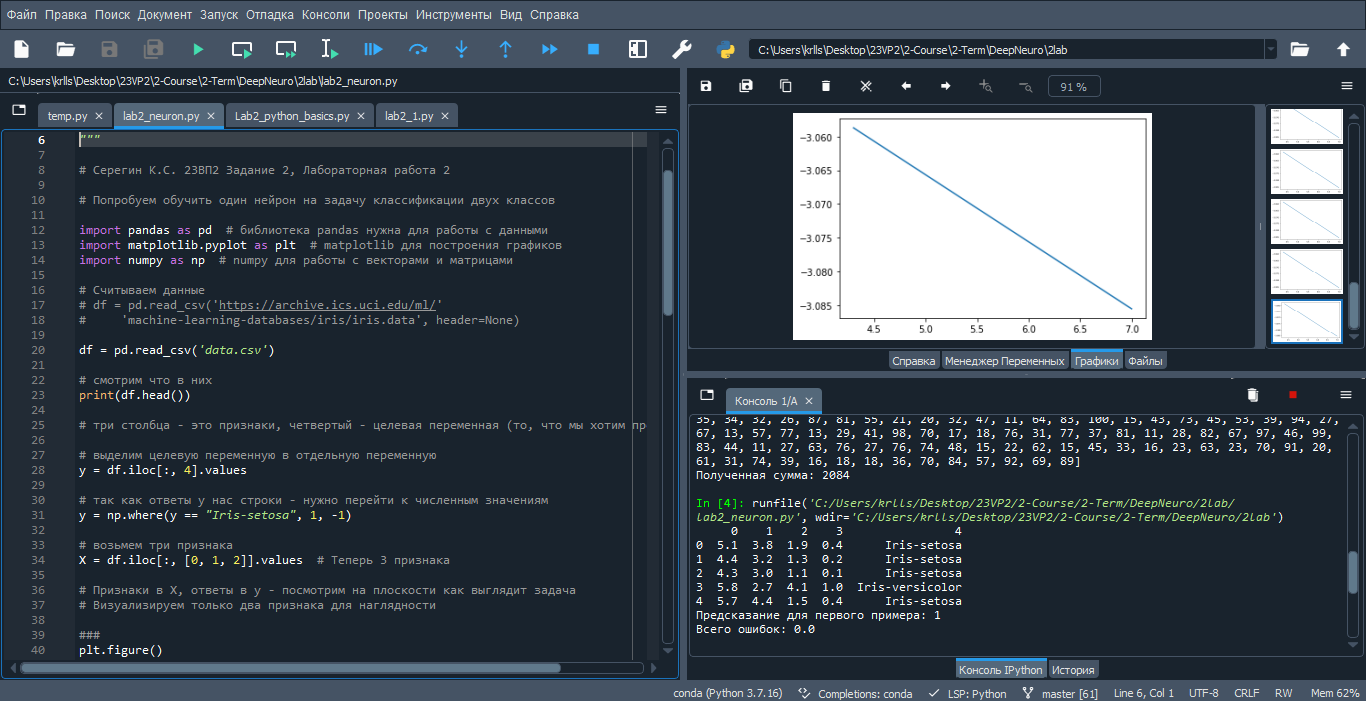 Файл Правка Поиск Документ Запуск Отладка Консоли Проекты Инструменты Вид Справка
C:\Users\krlls\Desktop\23VP2\2-Course\2-Term\DeepNeuro\2lab
C:\Users\krlls\Desktop\23VP2\2-Course\2-Term\DeepNeuro\2lab\lab2_neuron.py
temp.py lab2_neuron.py Lab2_python_basics.py lab2_1.py
6 """
7
8 # Серегин К.С. 23ВП2 Задание 2, Лабораторная работа 2
9
10 # Попробуем обучить один нейрон на задачу классификации двух классов
11
12 import pandas as pd # библиотека pandas нужна для работы с данными
13 import matplotlib.pyplot as plt # matplotlib для построения графиков
14 import numpy as np # numpy для работы с векторами и матрицами
15
16 # Считываем данные
17 # df = pd.read_csv('https://archive.ics.uci.edu/ml/'
18 # 'machine-learning-databases/iris/iris.data', header=None)
19
20 df = pd.read_csv('data.csv')
21
22 # смотрим что в них
23 print(df.head())
24
25 # три столбца - это признаки, четвертый - целевая переменная (то, что мы хотим пр
26
27 # выделим целевую переменную в отдельную переменную
28 y = df.iloc[:, 4].values
29
30 # так как ответы у нас строки - нужно перейти к численным значениям
31 y = np.where(y == "Iris-setosa", 1, -1)
32
33 # возьмем три признака
34 X = df.iloc[:, [0, 1, 2]].values # Теперь 3 признака
35
36 # Признаки в X, ответы в y - посмотрим на плоскости как выглядит задача
37 # Визуализируем только два признака для наглядности
38
39 ###
40 plt.figure()
91 %
−3.060
−3.065
−3.070
−3.075
−3.080
−3.085
4.5 5.0 5.5 6.0 6.5 7.0
Справка Менеджер Переменных Графики Файлы
Консоль 1/A
35, 34, 32, 26, 87, 81, 55, 21, 20, 32, 47, 11, 64, 83, 100, 15, 43, 73, 45, 53, 39, 94, 27,
67, 13, 57, 77, 13, 29, 41, 98, 70, 17, 18, 76, 31, 77, 37, 81, 11, 28, 82, 67, 97, 46, 99,
83, 44, 11, 27, 63, 76, 27, 76, 74, 48, 15, 22, 62, 15, 45, 33, 16, 23, 63, 23, 70, 91, 20,
61, 31, 74, 39, 16, 18, 18, 36, 70, 84, 57, 92, 69, 89]
Полученная сумма: 2084
In [4]: runfile('C:/Users/krlls/Desktop/23VP2/2-Course/2-Term/DeepNeuro/2lab/
lab2_neuron.py', wdir='C:/Users/krlls/Desktop/23VP2/2-Course/2-Term/DeepNeuro/2lab')
0 1 2 3 4
0 5.1 3.8 1.9 0.4 Iris-setosa
1 4.4 3.2 1.3 0.2 Iris-setosa
2 4.3 3.0 1.1 0.1 Iris-setosa
3 5.8 2.7 4.1 1.0 Iris-versicolor
4 5.7 4.4 1.5 0.4 Iris-setosa
Предсказание для первого примера: 1
Всего ошибок: 0.0
Консоль IPython История
conda (Python 3.7.16) Completions: conda LSP: Python master [61] Line 6, Col 1 UTF-8 CRLF RW Mem 62%